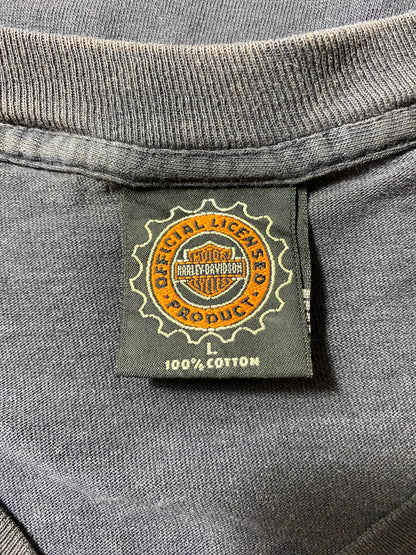 OFFICIAL LICENSED
MOTOR
HARLEY-DAVIDSON
CYCLES
PRODUCT
L.
100% COTTON